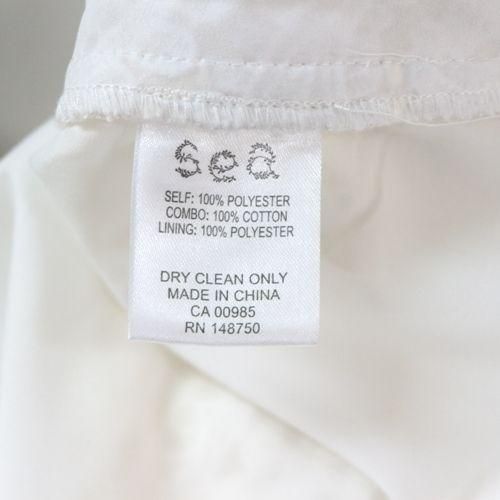 sea
SELF: 100% POLYESTER
COMBO: 100% COTTON
LINING: 100% POLYESTER
DRY CLEAN ONLY
MADE IN CHINA
CA 00985
RN 148750